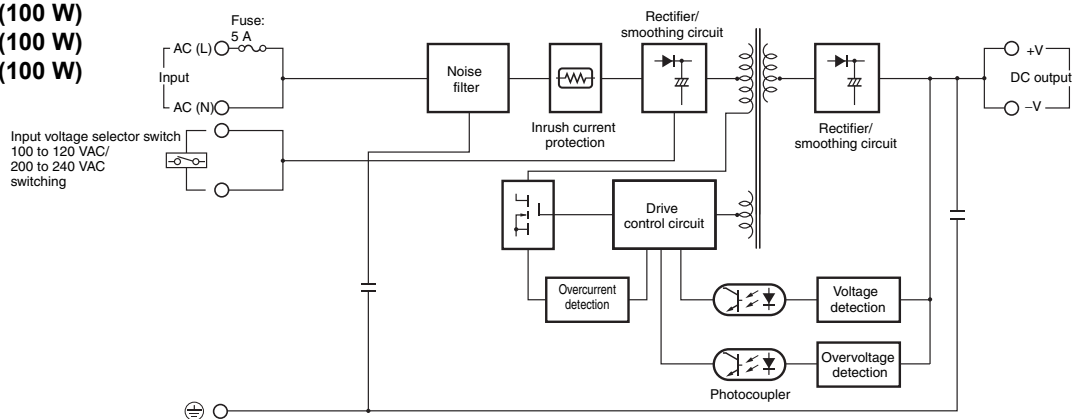 (100 W)
(100 W)
(100 W)
Fuse:
5 A
AC (L)
Input
AC (N)
Input voltage selector switch
100 to 120 VAC/
200 to 240 VAC
switching
Noise
filter
Inrush current
protection
Rectifier/
smoothing circuit
Rectifier/
smoothing circuit
+V
DC output
–V
Drive
control circuit
Overcurrent
detection
Voltage
detection
Overvoltage
detection
Photocoupler